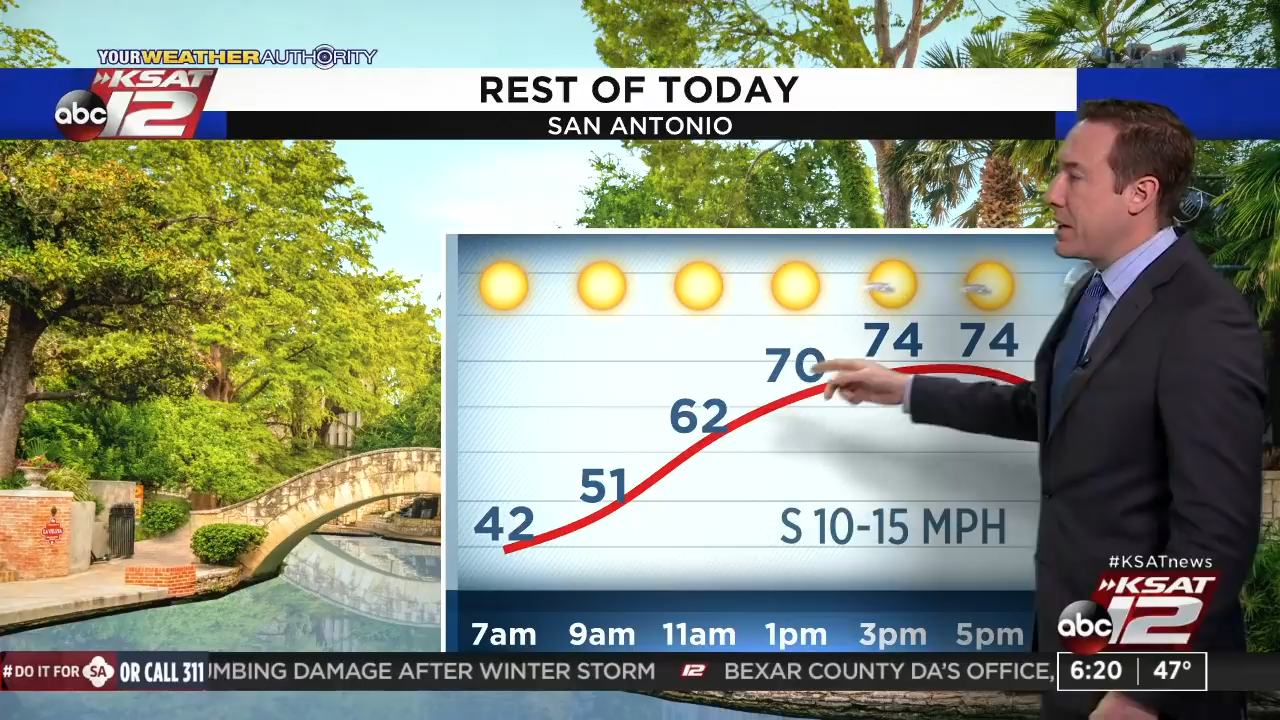 YOUR WEATHER AUTHORITY
KSAT
abc 12
REST OF TODAY
SAN ANTONIO
74 74
70
62
51
42
S 10-15 MPH
7am 9am 11am 1pm 3pm 5pm
#KSATnews
KSAT
abc 12
#DO IT FOR SA OR CALL 311 UMBING DAMAGE AFTER WINTER STORM 12 BEXAR COUNTY DA'S OFFICE, 6:20 47°